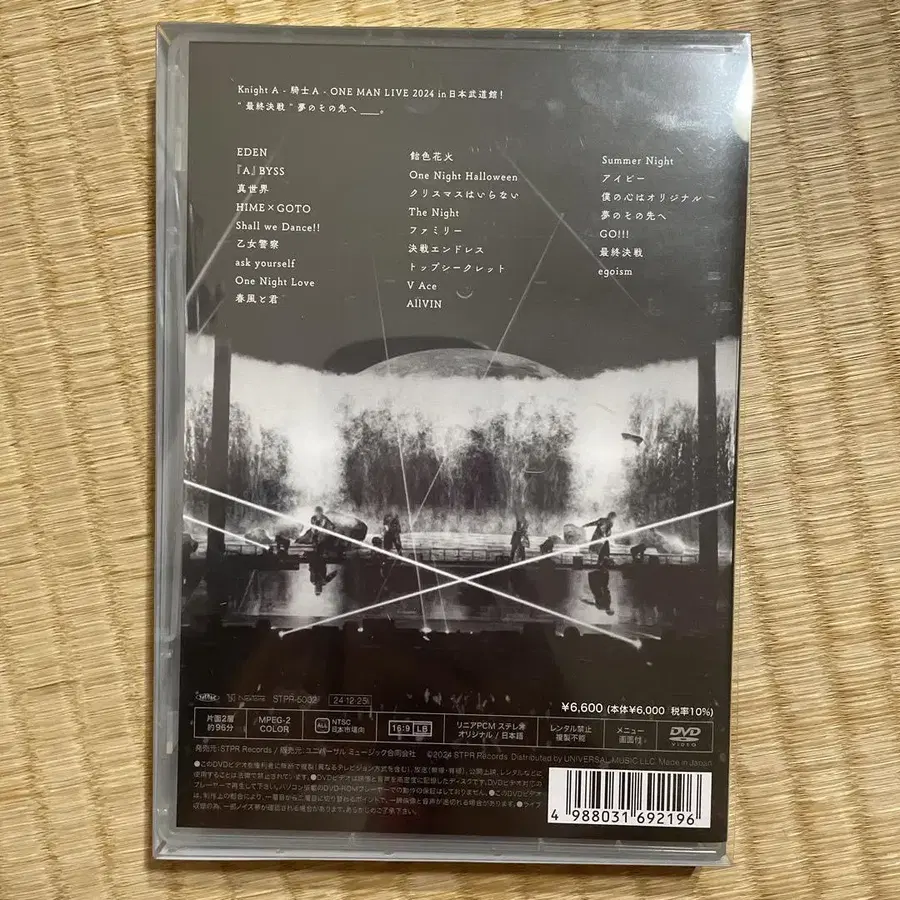 Knight A - 騎士A - ONE MAN LIVE 2024 in 日本武道館！
" 最終決戦 " 夢のその先へ ___。
EDEN
『A』BYSS
真世界
HIME×GOTO
Shall we Dance!!
乙女警察
ask yourself
One Night Love
春風と君
飴色花火
One Night Halloween
クリスマスはいらない
The Night
ファミリー
決戦エンドレス
トップシークレット
V Ace
AllVIN
Summer Night
アイビー
僕の心はオリジナル
夢のその先へ
GO!!!
最終決戦
egoism
STPR-5002 24.12.25
¥6,600 (本体¥6,000 税率10%)
片面2層
約96分
MPEG-2
COLOR
ALL
NTSC
日本市場向
16:9 LB
リニアPCM ステレオ
オリジナル / 日本語
レンタル禁止
複製不能
メニュー
画面付
DVD
VIDEO
発売元:STPR Records / 販売元:ユニバーサル ミュージック合同会社
©2024 STPR Records Distributed by UNIVERSAL MUSIC LLC Made in Japan
4 988031 692196